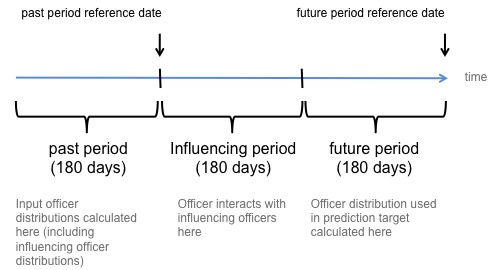 past period reference date
future period reference date
time
past period
(180 days)
Influencing period
(180 days)
future period
(180 days)
Input officer
distributions calculated
here (including
influencing officer
distributions)
Officer interacts with
influencing officers
here
Officer distribution used
in prediction target
calculated here